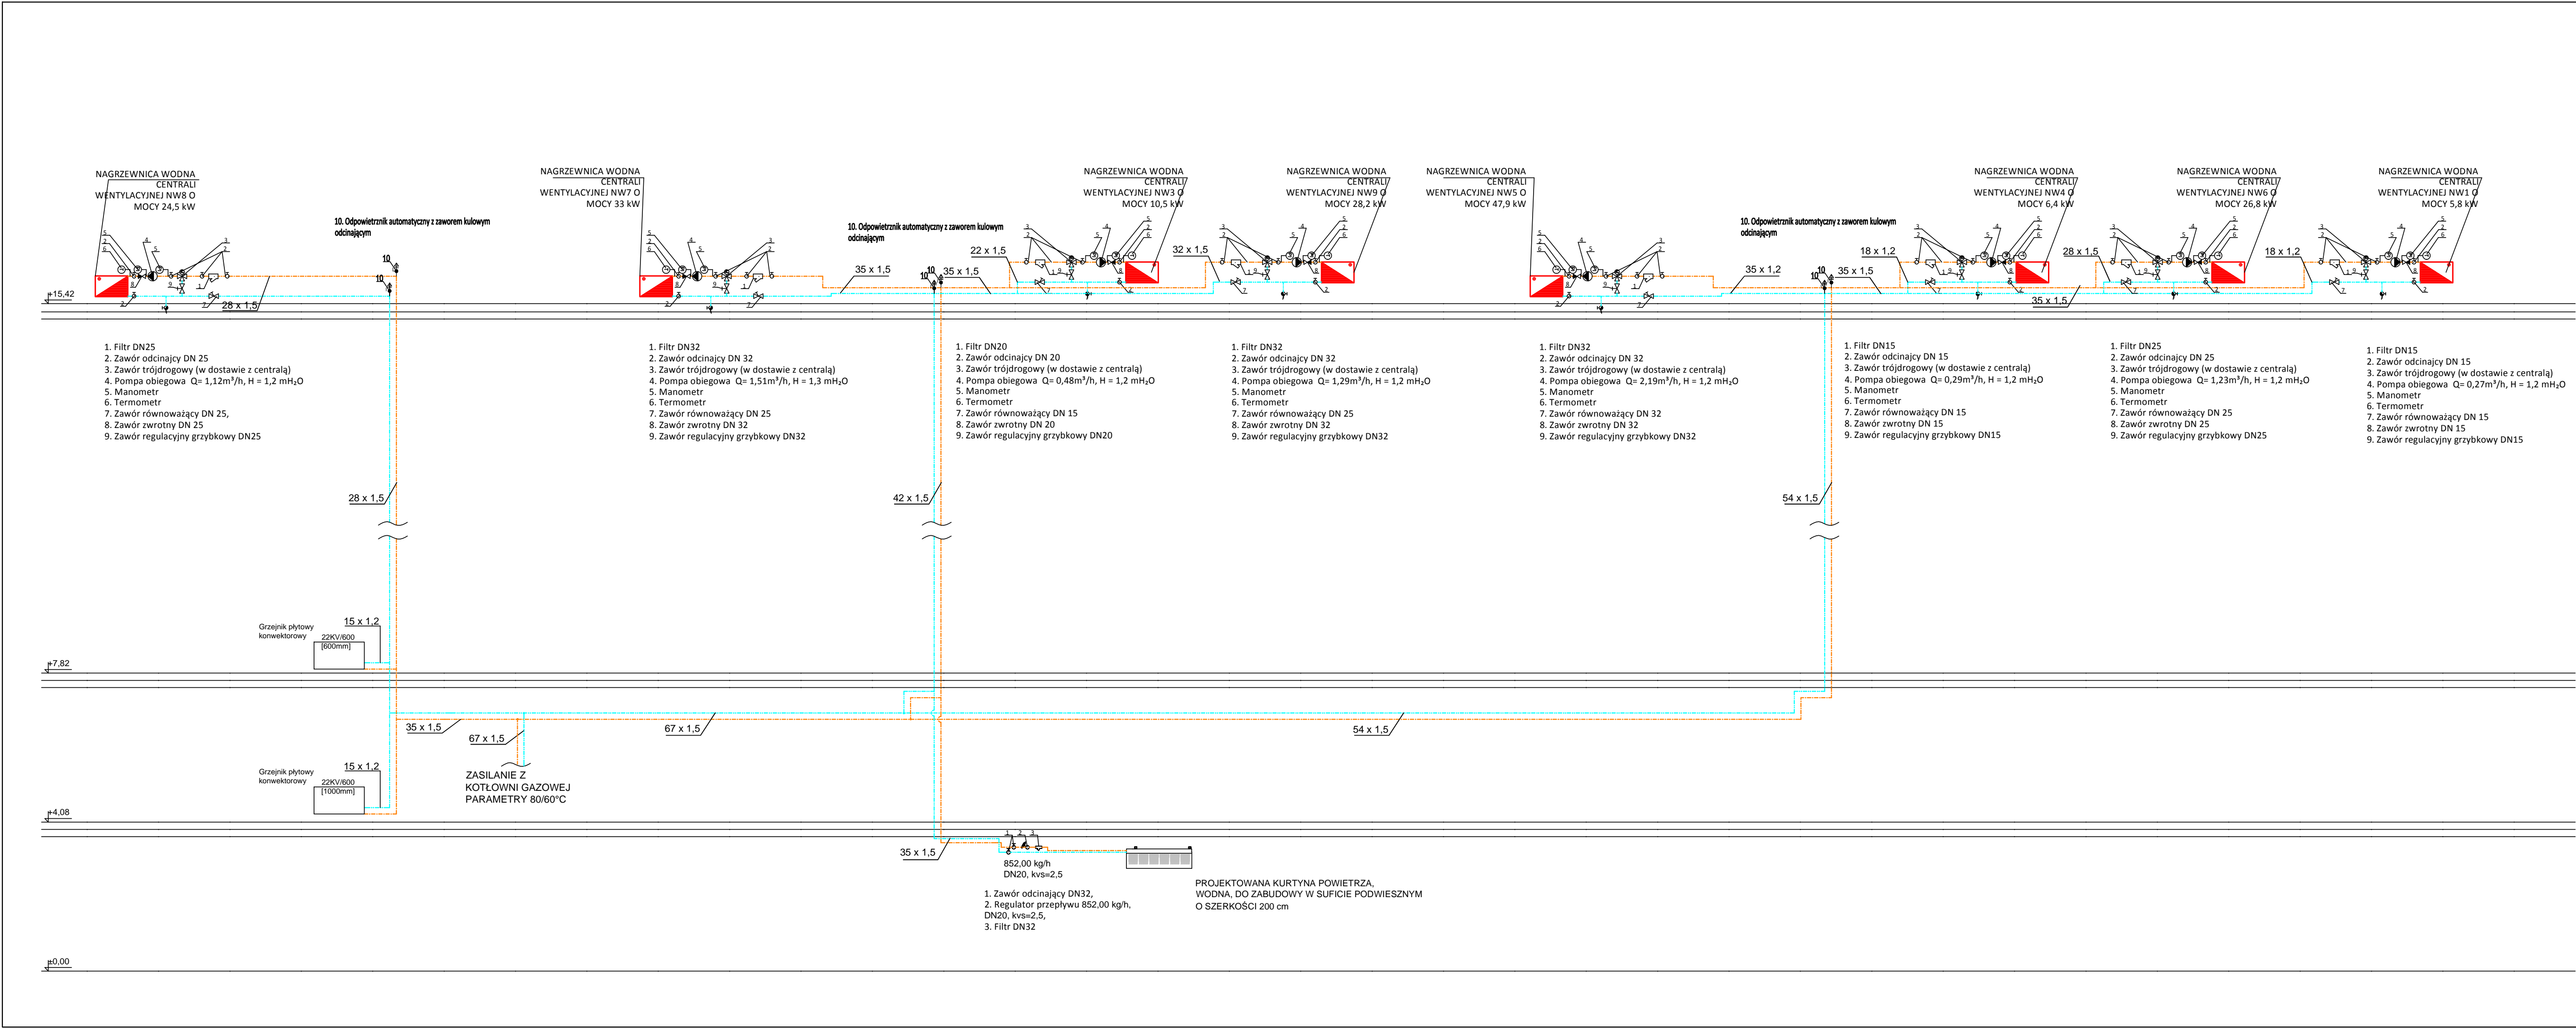 NAGRZEWNICA WODNA
CENTRALI
WENTYLACYJNEJ NW8 O
MOCY 24,5 kW
NAGRZEWNICA WODNA
CENTRALI
WENTYLACYJNEJ NW7 O
MOCY 33 kW
NAGRZEWNICA WODNA
CENTRALI
WENTYLACYJNEJ NW3 O
MOCY 10,5 kW
NAGRZEWNICA WODNA
CENTRALI
WENTYLACYJNEJ NW9 O
MOCY 28,2 kW
NAGRZEWNICA WODNA
CENTRALI
WENTYLACYJNEJ NW5 O
MOCY 47,9 kW
NAGRZEWNICA WODNA
CENTRALI
WENTYLACYJNEJ NW4 O
MOCY 6,4 kW
NAGRZEWNICA WODNA
CENTRALI
WENTYLACYJNEJ NW6 O
MOCY 26,8 kW
NAGRZEWNICA WODNA
CENTRALI
WENTYLACYJNEJ NW1 O
MOCY 5,8 kW
10. Odpowietrznik automatyczny z zaworem kulowym
odcinającym
10. Odpowietrznik automatyczny z zaworem kulowym
odcinającym
10. Odpowietrznik automatyczny z zaworem kulowym
odcinającym
10
10
28 x 1,5
35 x 1,5
10
10
35 x 1,5
22 x 1,5
32 x 1,5
35 x 1,2
10
10
35 x 1,5
18 x 1,2
28 x 1,5
35 x 1,5
18 x 1,2
+15,42
1. Filtr DN25
2. Zawór odcinajcy DN 25
3. Zawór trójdrogowy (w dostawie z centralą)
4. Pompa obiegowa Q= 1,12m³/h, H = 1,2 mH₂O
5. Manometr
6. Termometr
7. Zawór równoważący DN 25,
8. Zawór zwrotny DN 25
9. Zawór regulacyjny grzybkowy DN25
1. Filtr DN32
2. Zawór odcinajcy DN 32
3. Zawór trójdrogowy (w dostawie z centralą)
4. Pompa obiegowa Q= 1,51m³/h, H = 1,3 mH₂O
5. Manometr
6. Termometr
7. Zawór równoważący DN 25
8. Zawór zwrotny DN 32
9. Zawór regulacyjny grzybkowy DN32
1. Filtr DN20
2. Zawór odcinajcy DN 20
3. Zawór trójdrogowy (w dostawie z centralą)
4. Pompa obiegowa Q= 0,48m³/h, H = 1,2 mH₂O
5. Manometr
6. Termometr
7. Zawór równoważący DN 15
8. Zawór zwrotny DN 20
9. Zawór regulacyjny grzybkowy DN20
1. Filtr DN32
2. Zawór odcinajcy DN 32
3. Zawór trójdrogowy (w dostawie z centralą)
4. Pompa obiegowa Q= 1,29m³/h, H = 1,2 mH₂O
5. Manometr
6. Termometr
7. Zawór równoważący DN 25
8. Zawór zwrotny DN 32
9. Zawór regulacyjny grzybkowy DN32
1. Filtr DN32
2. Zawór odcinajcy DN 32
3. Zawór trójdrogowy (w dostawie z centralą)
4. Pompa obiegowa Q= 2,19m³/h, H = 1,2 mH₂O
5. Manometr
6. Termometr
7. Zawór równoważący DN 32
8. Zawór zwrotny DN 32
9. Zawór regulacyjny grzybkowy DN32
1. Filtr DN15
2. Zawór odcinajcy DN 15
3. Zawór trójdrogowy (w dostawie z centralą)
4. Pompa obiegowa Q= 0,29m³/h, H = 1,2 mH₂O
5. Manometr
6. Termometr
7. Zawór równoważący DN 15
8. Zawór zwrotny DN 15
9. Zawór regulacyjny grzybkowy DN15
1. Filtr DN25
2. Zawór odcinajcy DN 25
3. Zawór trójdrogowy (w dostawie z centralą)
4. Pompa obiegowa Q= 1,23m³/h, H = 1,2 mH₂O
5. Manometr
6. Termometr
7. Zawór równoważący DN 25
8. Zawór zwrotny DN 25
9. Zawór regulacyjny grzybkowy DN25
1. Filtr DN15
2. Zawór odcinajcy DN 15
3. Zawór trójdrogowy (w dostawie z centralą)
4. Pompa obiegowa Q= 0,27m³/h, H = 1,2 mH₂O
5. Manometr
6. Termometr
7. Zawór równoważący DN 15
8. Zawór zwrotny DN 15
9. Zawór regulacyjny grzybkowy DN15
28 x 1,5
42 x 1,5
54 x 1,5
Grzejnik płytowy
konwektorowy
22KV/600
[600mm]
15 x 1,2
+7,82
35 x 1,5
67 x 1,5
67 x 1,5
54 x 1,5
ZASILANIE Z
KOTŁOWNI GAZOWEJ
PARAMETRY 80/60°C
Grzejnik płytowy
konwektorowy
22KV/600
[1000mm]
15 x 1,2
+4,08
35 x 1,5
1 2 3
852,00 kg/h
DN20, kvs=2,5
1. Zawór odcinający DN32,
2. Regulator przepływu 852,00 kg/h,
DN20, kvs=2,5,
3. Filtr DN32
PROJEKTOWANA KURTYNA POWIETRZA,
WODNA, DO ZABUDOWY W SUFICIE PODWIESZNYM
O SZERKOŚCI 200 cm
±0,00